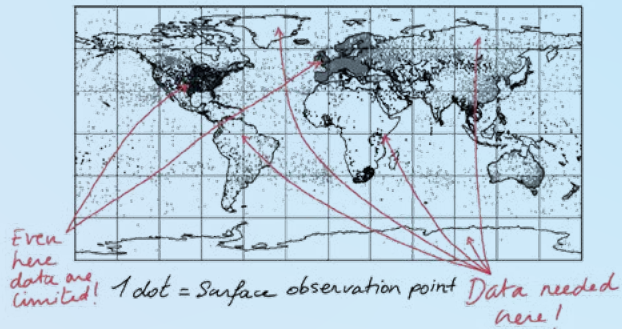 Even
here
data are
limited!
1 dot = Surface observation point
Data needed
here!